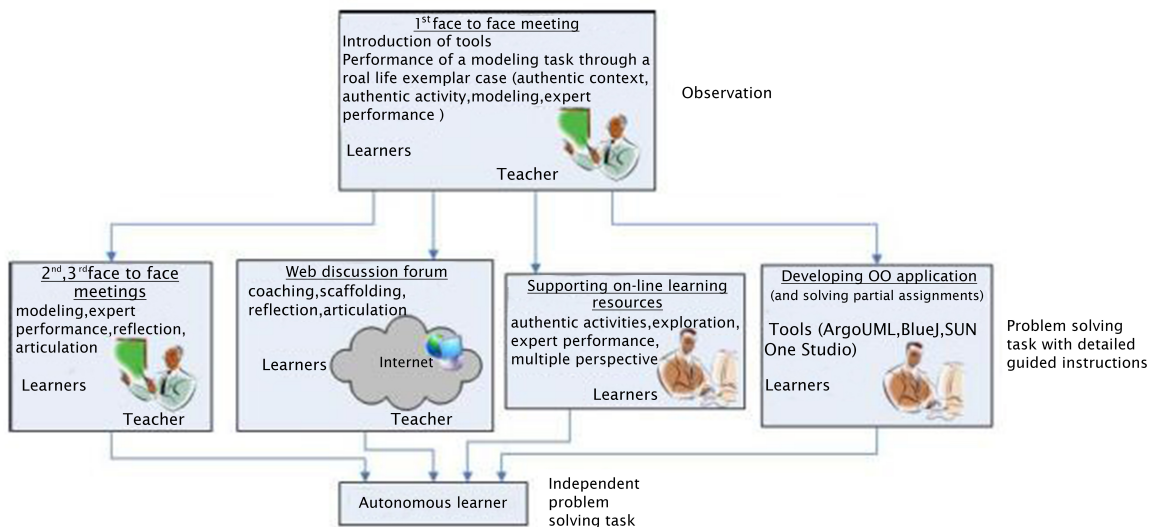 1st face to face meeting
Introduction of tools
Performance of a modeling task through a
roal life exemplar case (authentic context,
authentic activity,modeling,expert
performance )
Learners
Teacher
Observation
2nd,3rd face to face
meetings
modeling,expert
performance,reflection,
articulation
Learners
Teacher
Web discussion forum
coaching,scaffolding,
reflection,articulation
Learners
Internet
Teacher
Supporting on-line learning
resources
authentic activities,exploration,
expert performance,
multiple perspective
Learners
Developing OO application
(and solving partial assignments)
Tools (ArgoUML,BlueJ,SUN
One Studio)
Learners
Problem solving
task with detailed
guided instructions
Autonomous learner
Independent
problem
solving task